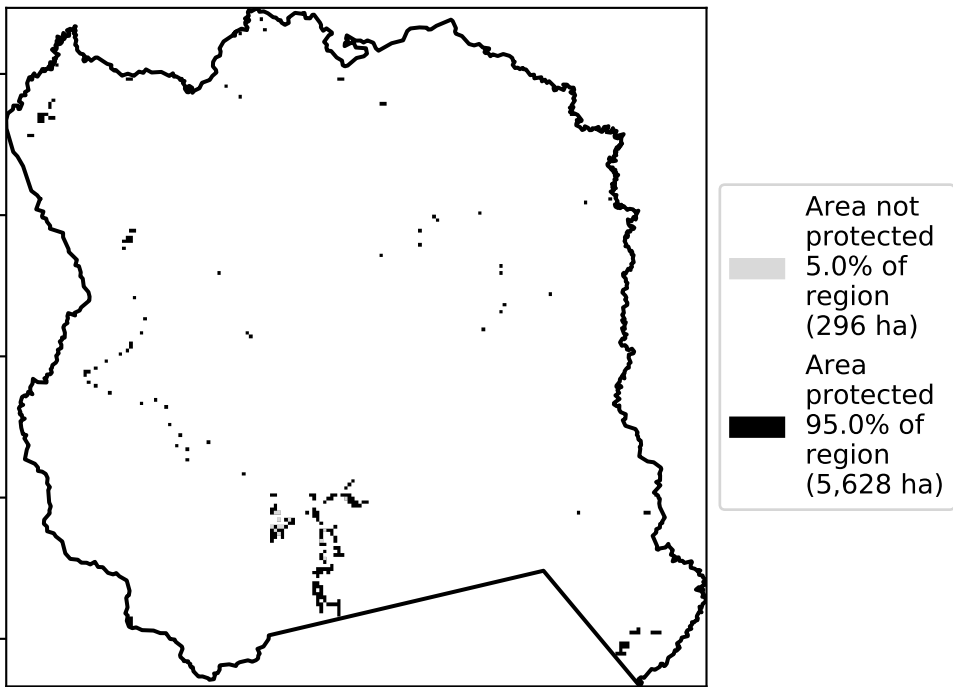 Area not
protected
5.0% of
region
(296 ha)
Area
protected
95.0% of
region
(5,628 ha)